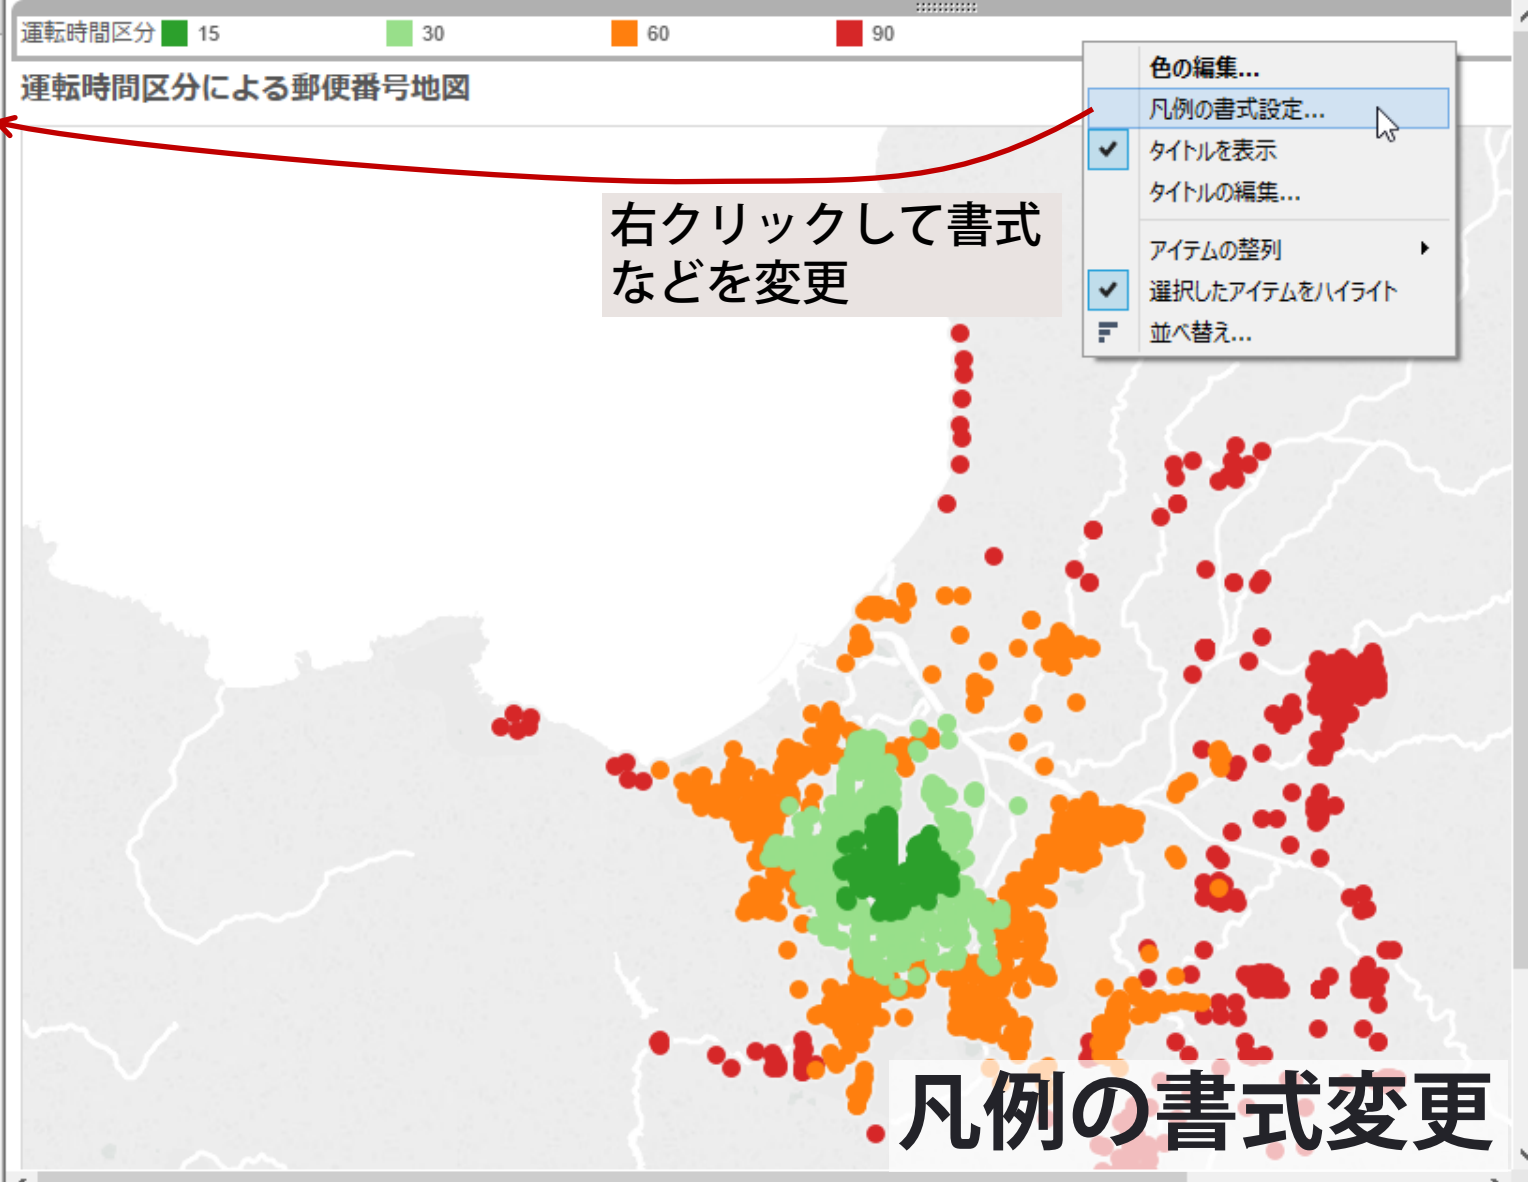 運転時間区分 15 30 60 90
運転時間区分による郵便番号地図
色の編集...
凡例の書式設定...
タイトルを表示
タイトルの編集...
アイテムの整列
選択したアイテムをハイライト
並べ替え...
右クリックして書式
などを変更
凡例の書式変更